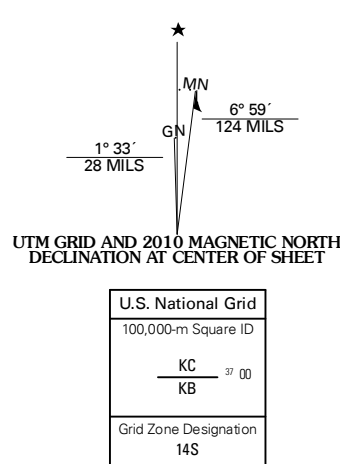 MN
GN
6° 59´
124 MILS
1° 33´
28 MILS
UTM GRID AND 2010 MAGNETIC NORTH
DECLINATION AT CENTER OF SHEET
U.S. National Grid
100,000-m Square ID
KC
37 00
KB
Grid Zone Designation
14S